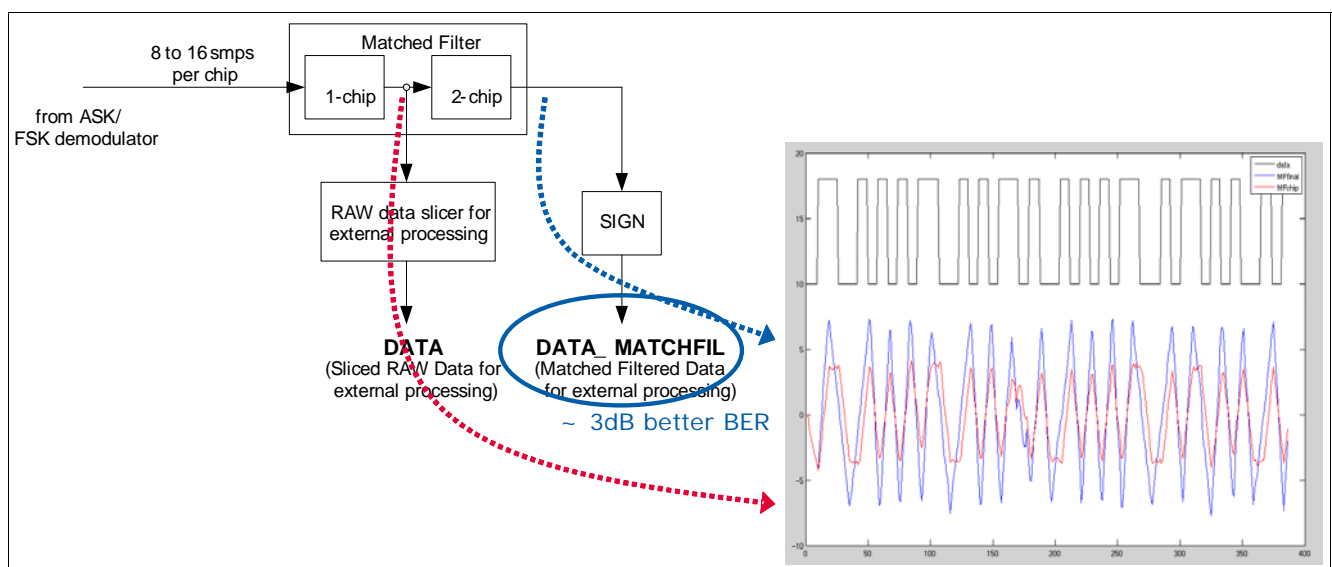 Matched Filter
8 to 16 smps
per chip
1-chip
2-chip
from ASK/
FSK demodulator
RAW data slicer for
external processing
SIGN
DATA
(Sliced RAW Data for
external processing)
DATA_ MATCHFIL
(Matched Filtered Data
for external processing)
~ 3dB better BER
data
MFfinal
MFchip
20
15
10
5
0
−5
−10
0
50
100
150
200
250
300
350
400